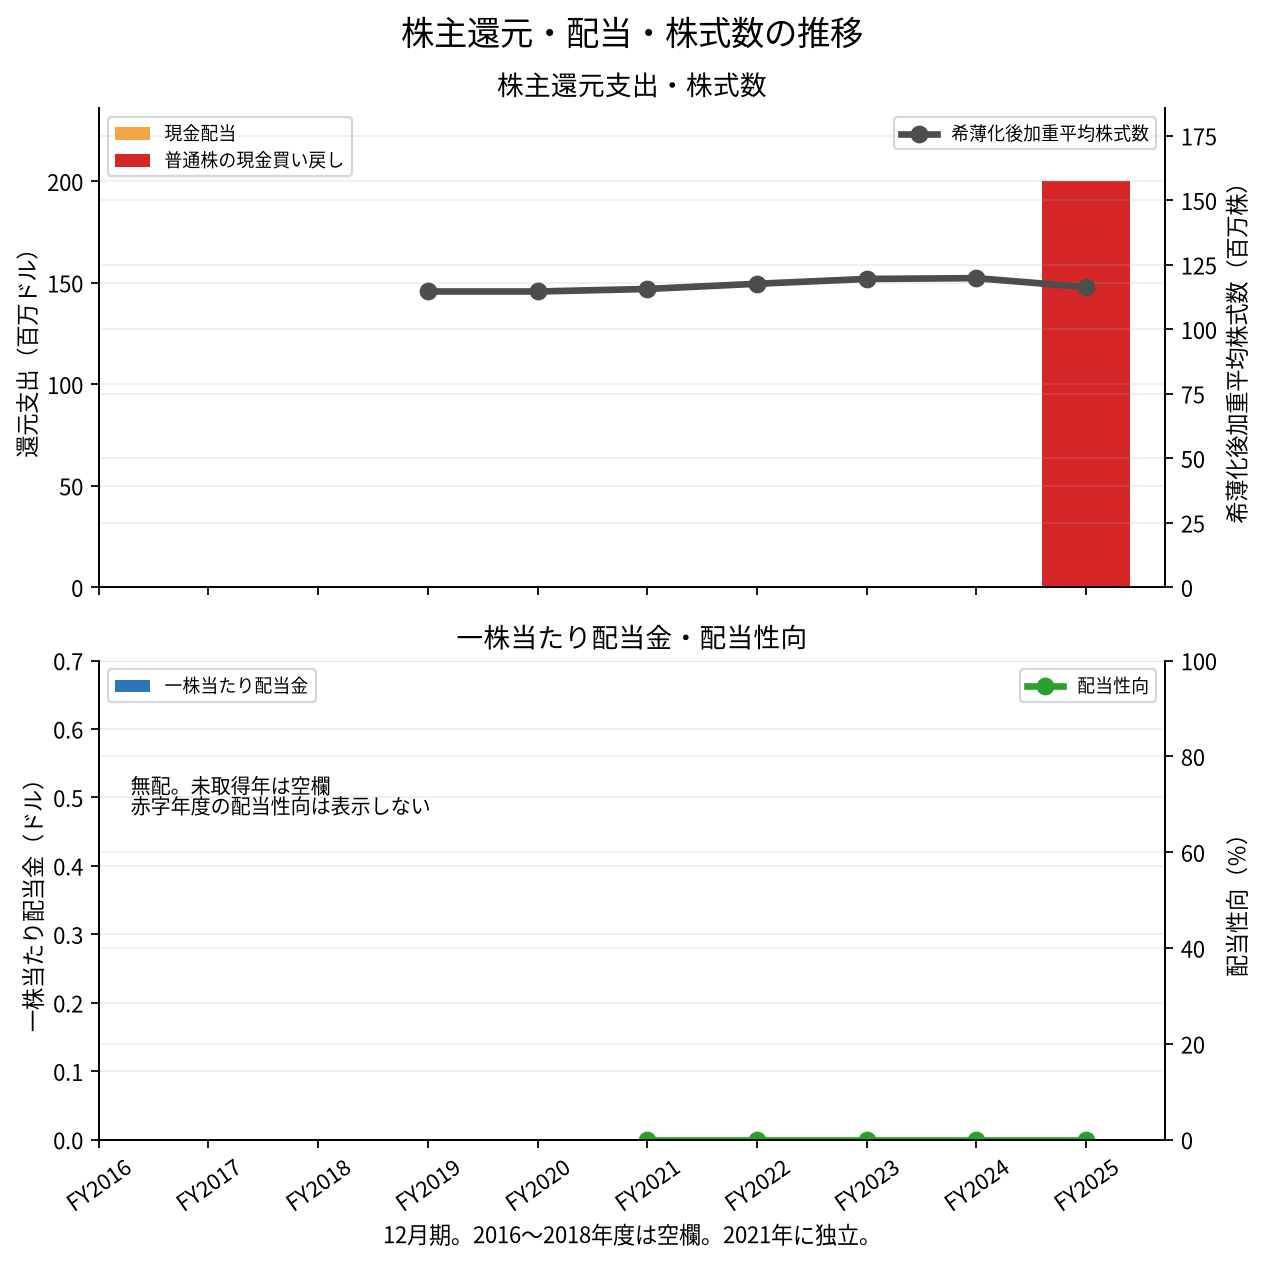 株主還元・配当・株式数の推移
株主還元支出・株式数
現金配当
普通株の現金買い戻し
希薄化後加重平均株式数
還元支出（百万ドル）
200
150
100
50
0
175
150
125
100
75
50
25
0
希薄化後加重平均株式数（百万株）
一株当たり配当金・配当性向
一株当たり配当金
配当性向
無配。未取得年は空欄
赤字年度の配当性向は表示しない
一株当たり配当金（ドル）
0.7
0.6
0.5
0.4
0.3
0.2
0.1
0.0
100
80
60
40
20
0
配当性向（%）
FY2016
FY2017
FY2018
FY2019
FY2020
FY2021
FY2022
FY2023
FY2024
FY2025
12月期。2016～2018年度は空欄。2021年に独立。